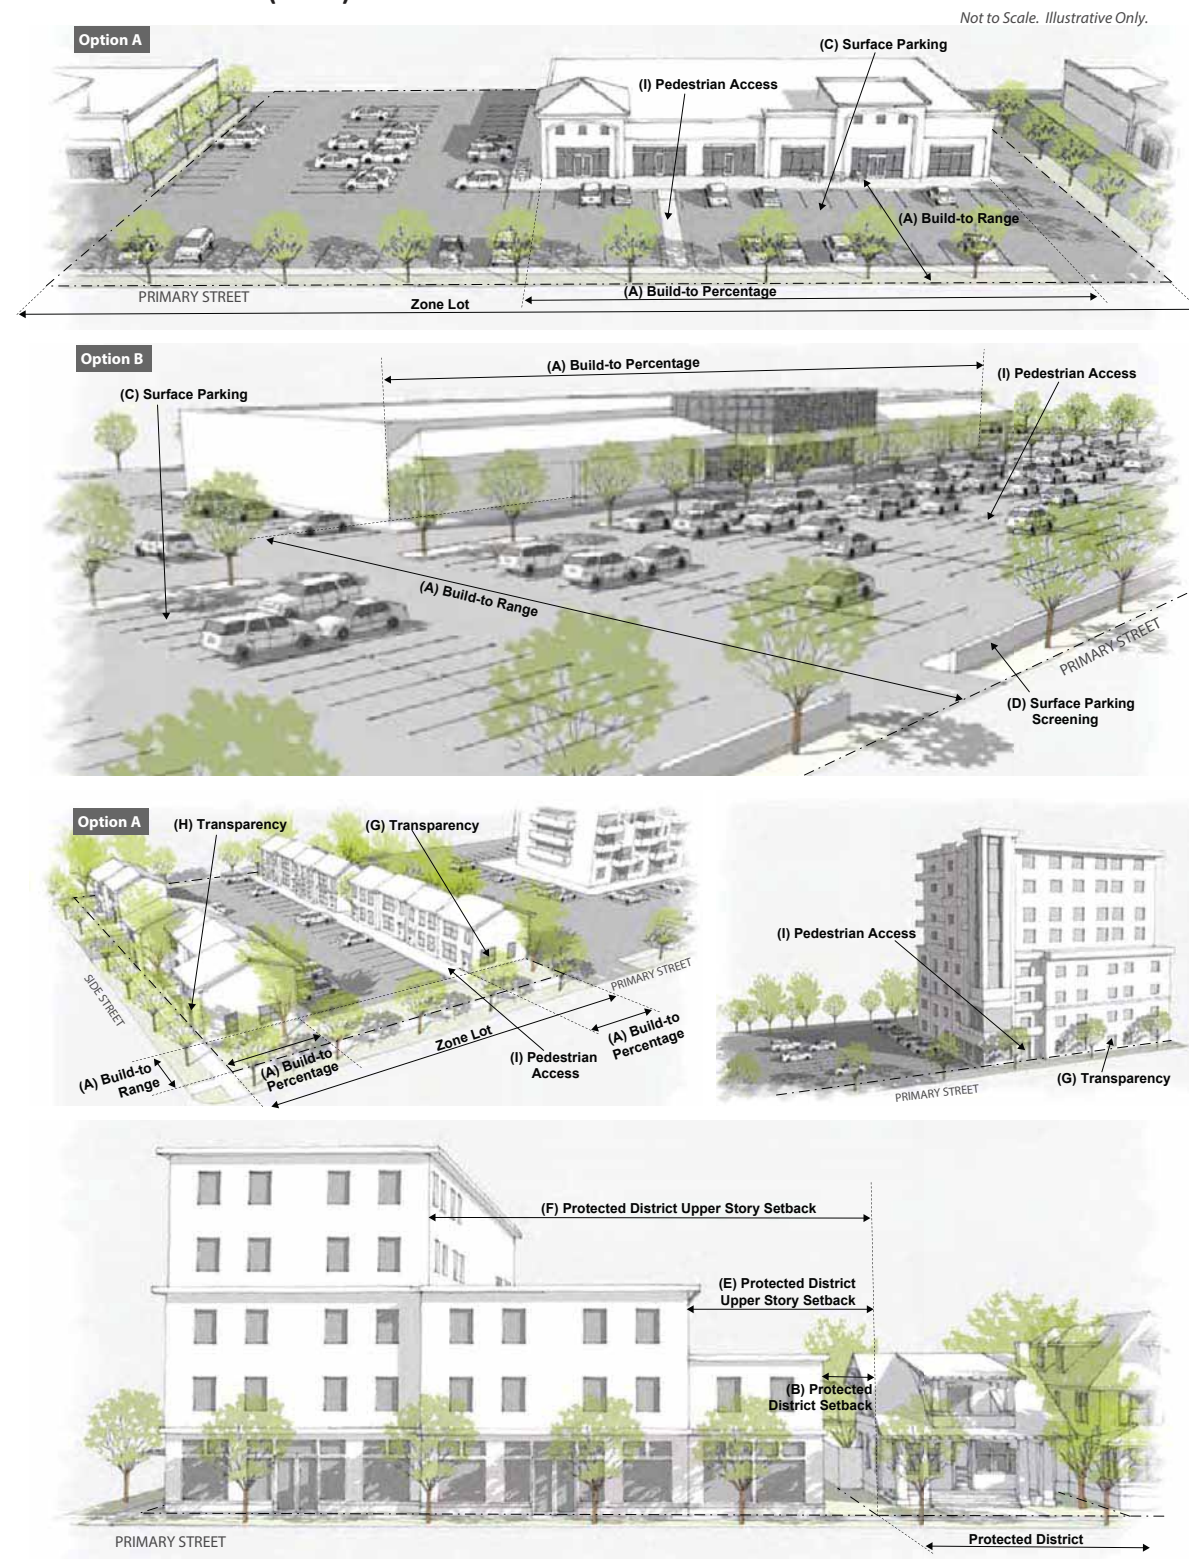 Not to Scale. Illustrative Only.
Option A
(C) Surface Parking
(I) Pedestrian Access
(A) Build-to Range
PRIMARY STREET
(A) Build-to Percentage
Zone Lot
Option B
(A) Build-to Percentage
(I) Pedestrian Access
(C) Surface Parking
(A) Build-to Range
PRIMARY STREET
(D) Surface Parking
Screening
Option A
(H) Transparency
(G) Transparency
SIDE STREET
PRIMARY STREET
Zone Lot
(A) Build-to
Percentage
(A) Build-to
Percentage
(A) Build-to
Range
(I) Pedestrian
Access
(I) Pedestrian Access
(G) Transparency
PRIMARY STREET
(F) Protected District Upper Story Setback
(E) Protected District
Upper Story Setback
(B) Protected
District Setback
PRIMARY STREET
Protected District